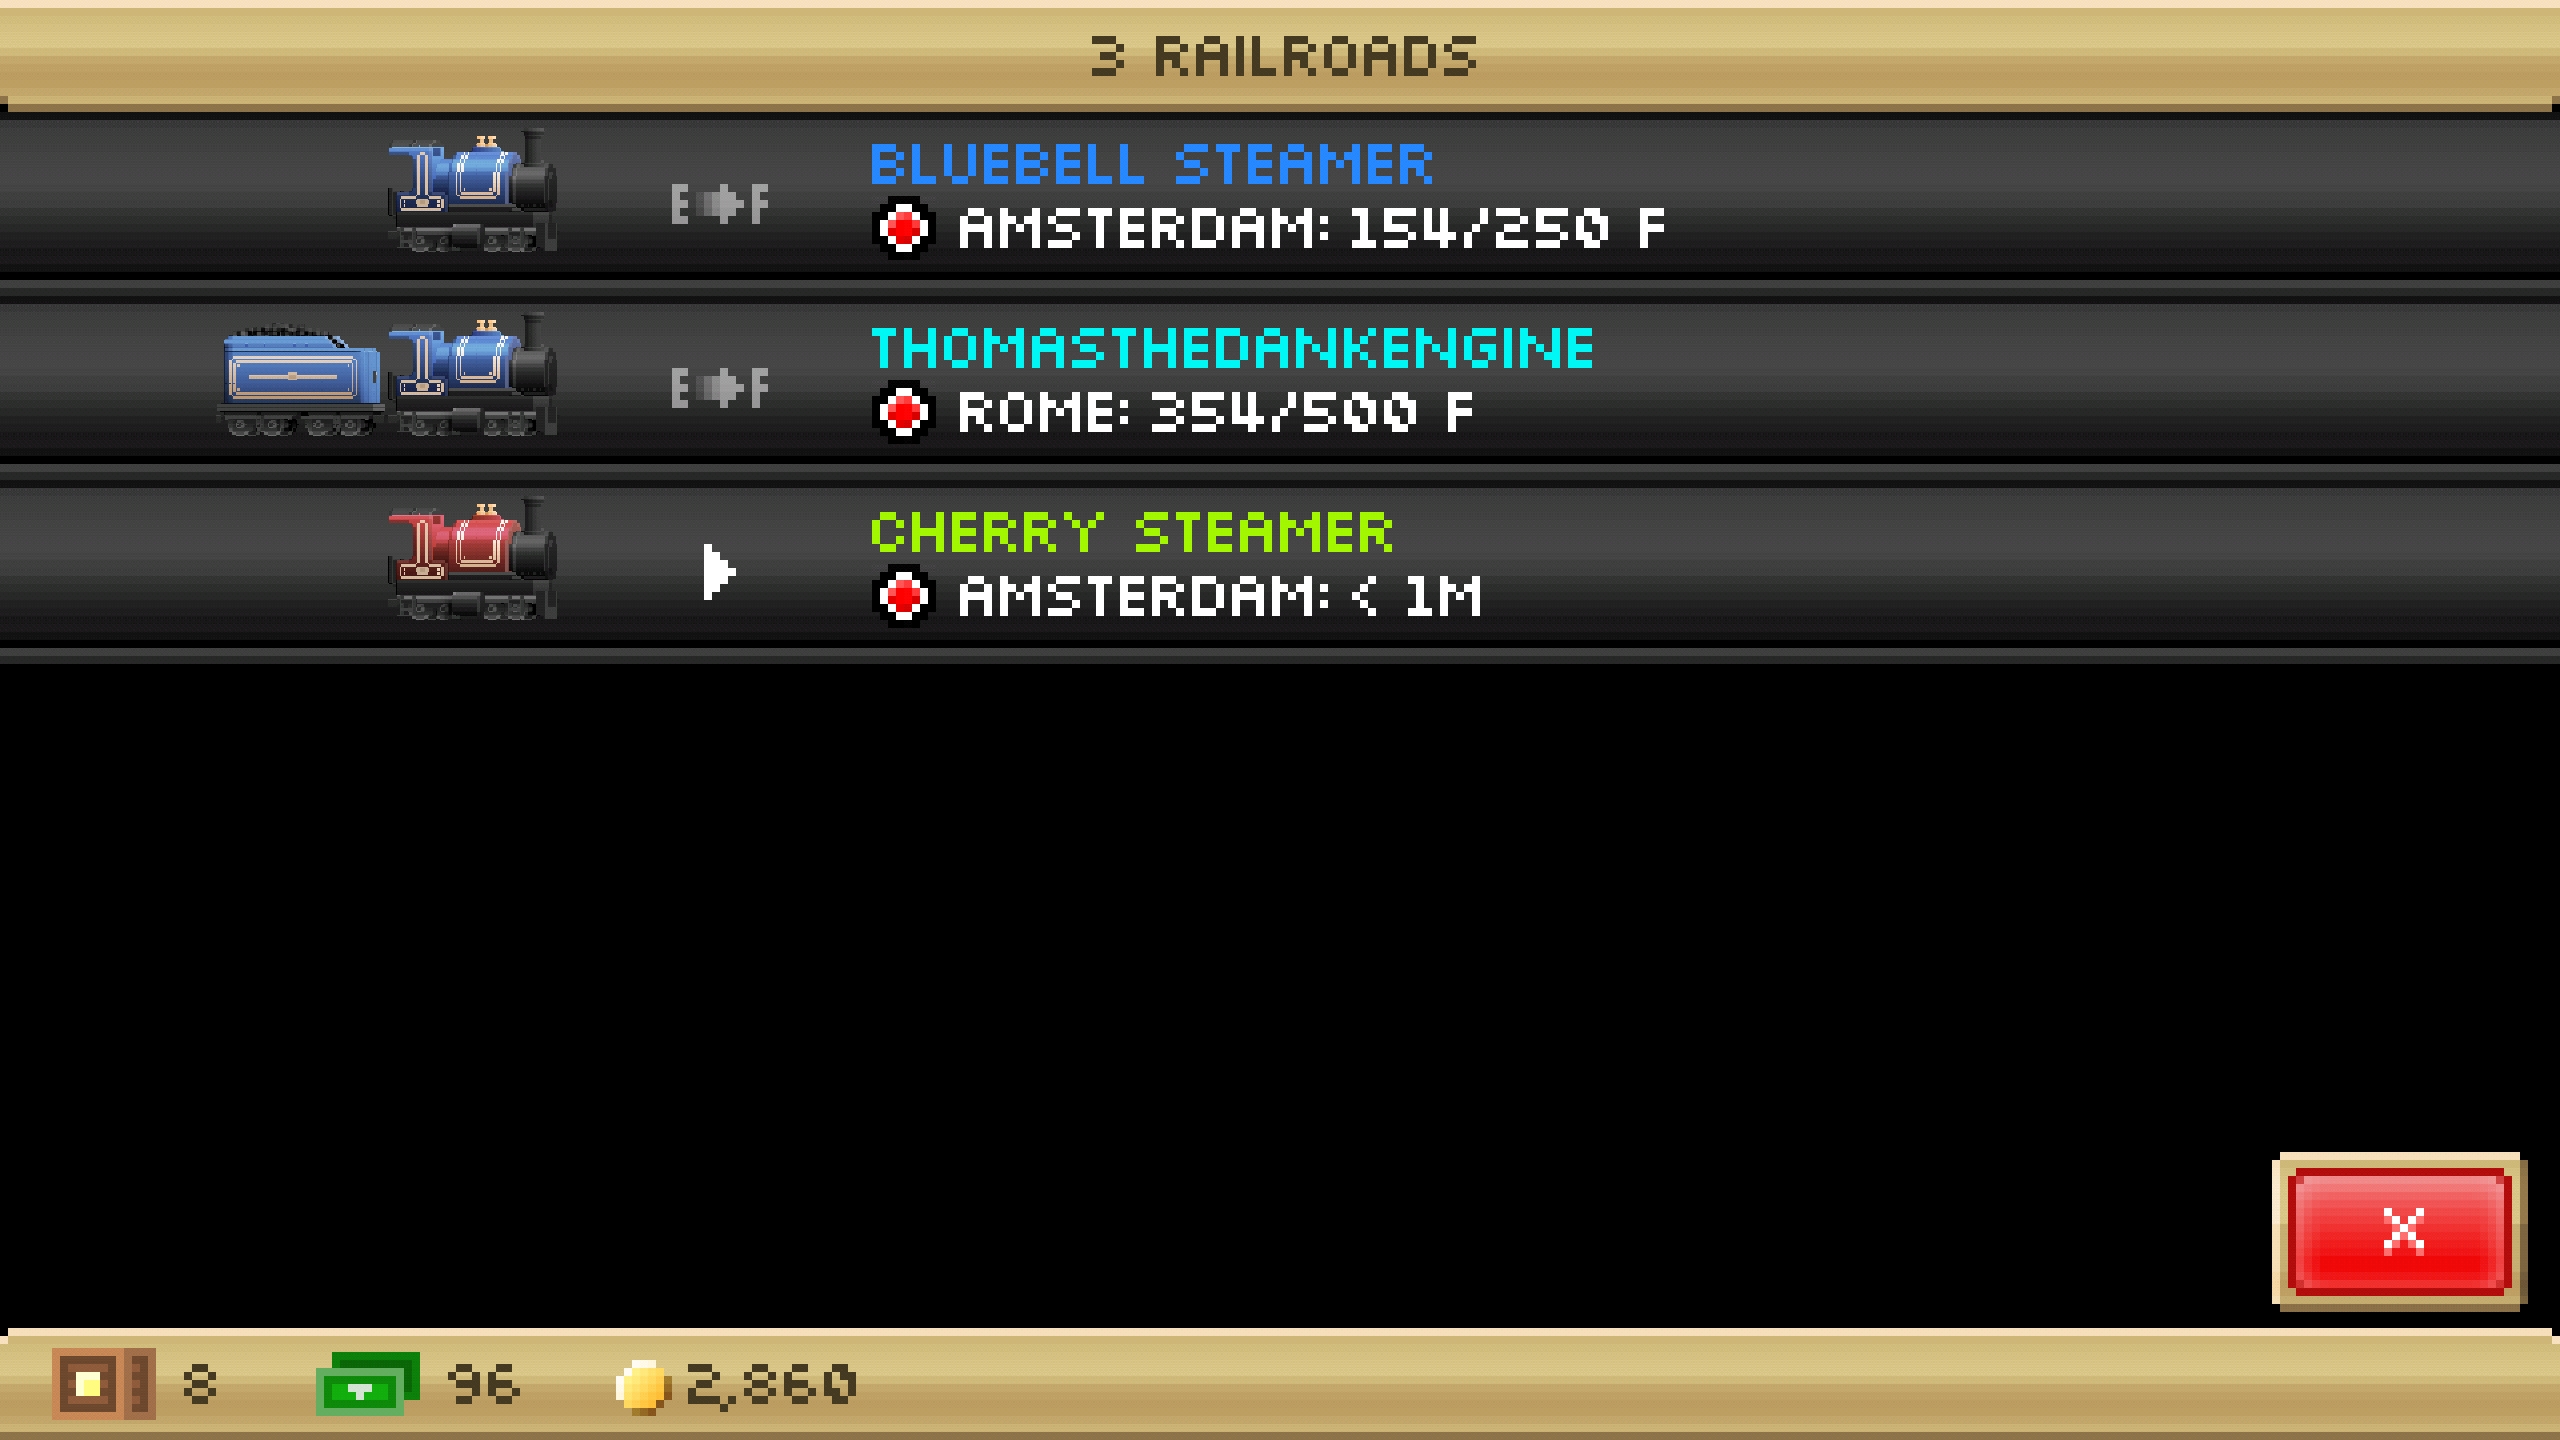 3 RAILROADS
BLUEBELL STEAMER
E F
AMSTERDAM: 154/250 F
THOMASTHEDANKENGINE
E F
ROME: 354/500 F
CHERRY STEAMER
AMSTERDAM: < 1M
X
8 96 2,860